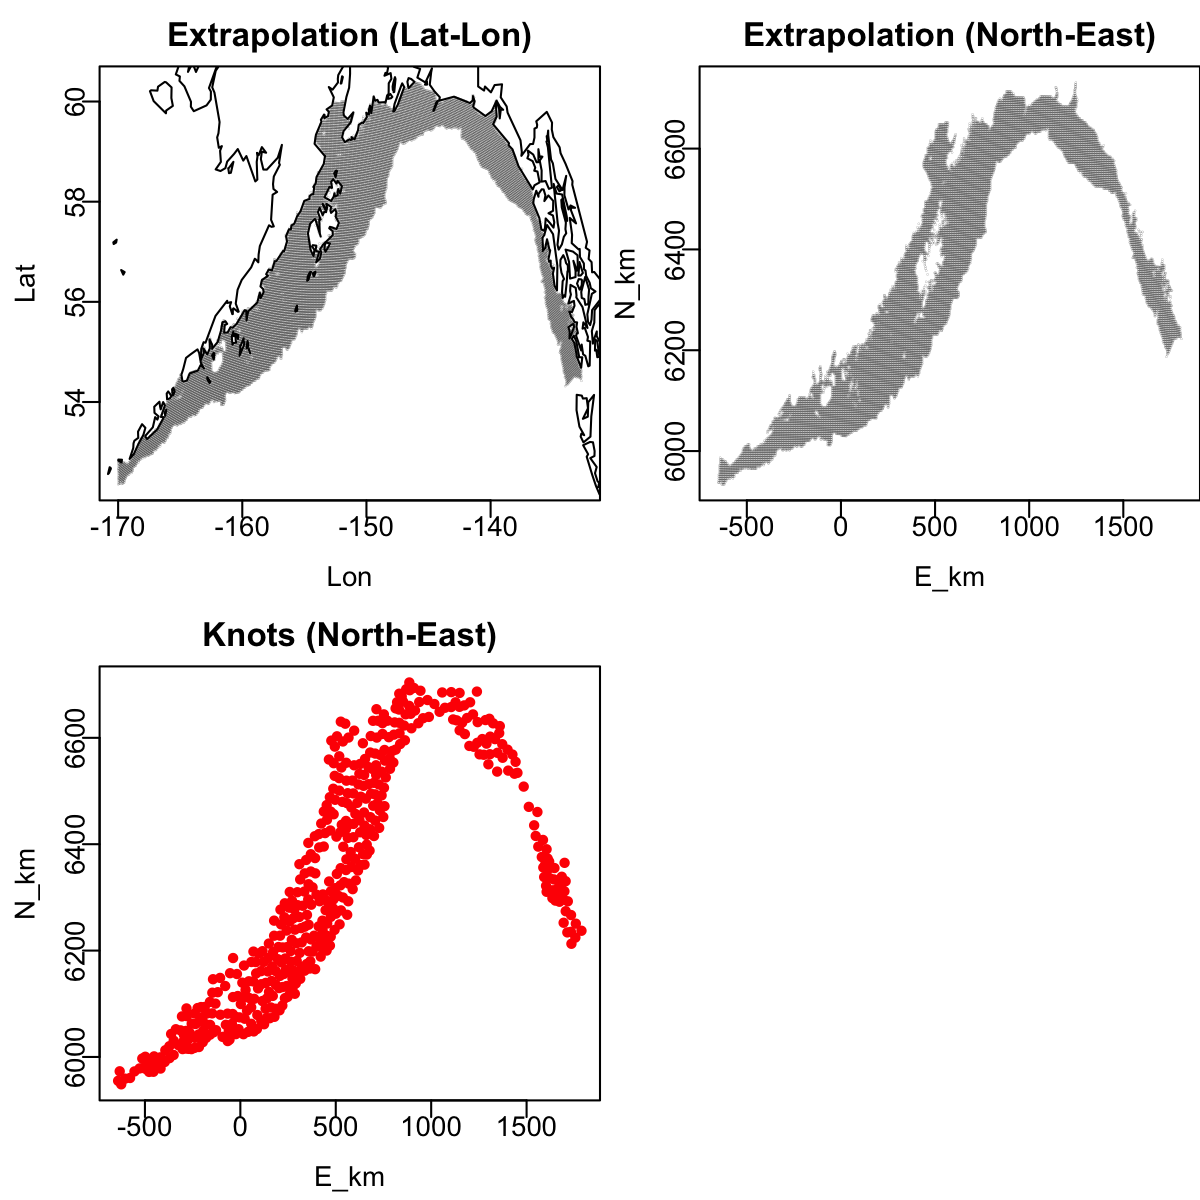 Extrapolation (Lat-Lon)
Lat
60
58
56
54
-170 -160 -150 -140
Lon
Extrapolation (North-East)
N_km
6600
6400
6200
6000
-500 0 500 1000 1500
E_km
Knots (North-East)
N_km
6600
6400
6200
6000
-500 0 500 1000 1500
E_km